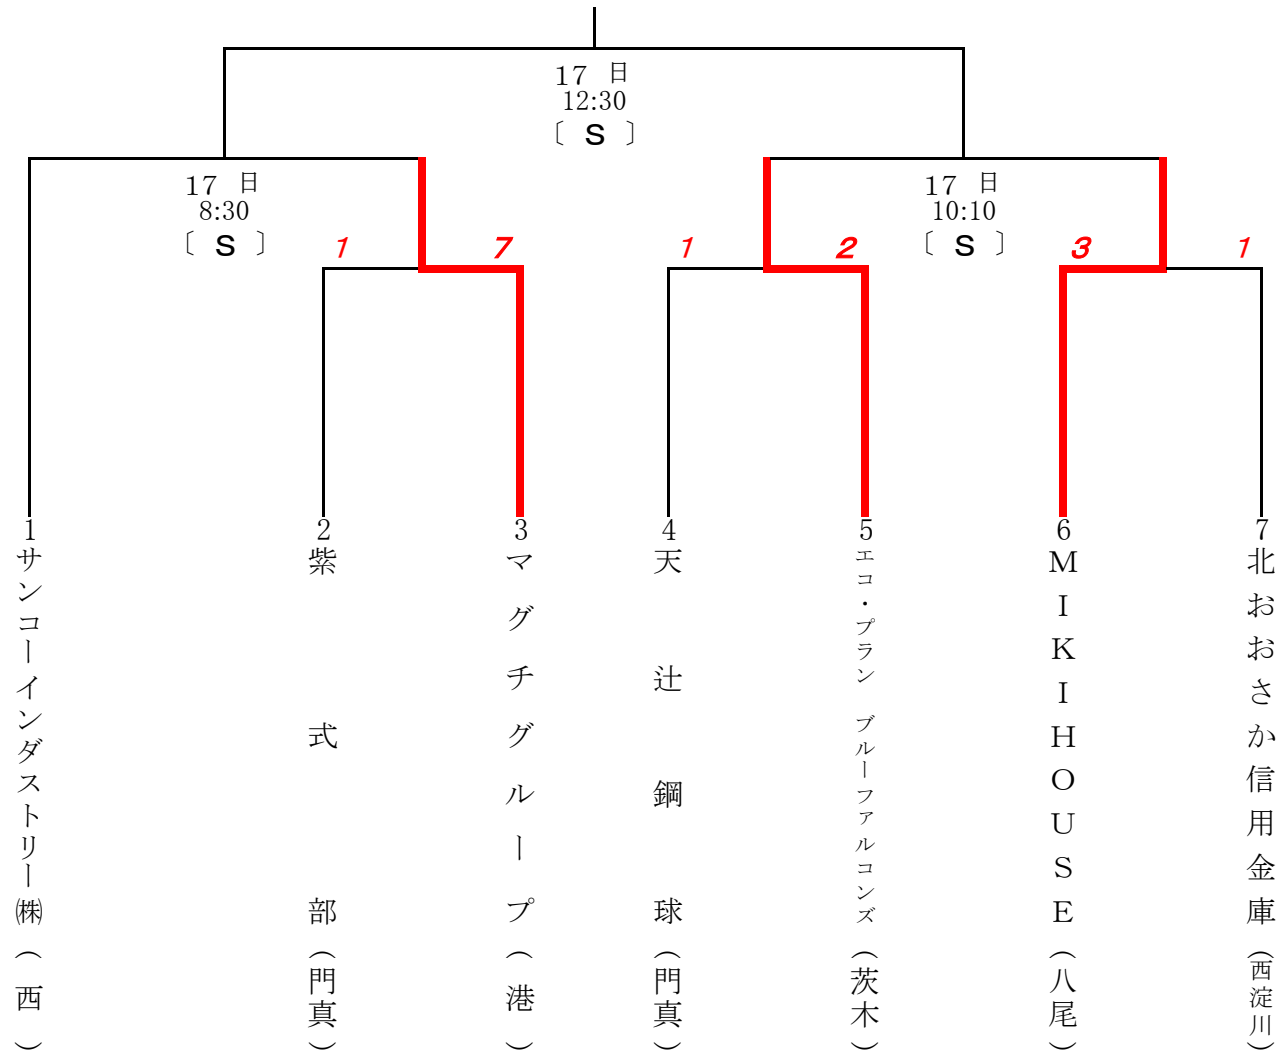 17 日
12:30
〔 S 〕
17 日
8:30
〔 S 〕
17 日
10:10
〔 S 〕
1
7
1
2
3
1
1
サンコーインダストリー㈱
(西)
2
紫式部
(門真)
3
マグチグループ
(港)
4
天辻鋼球
(門真)
5
エコ・プラン ブルーファルコンズ
(茨木)
6
MIKIHOUSE
(八尾)
7
北おおさか信用金庫
(西淀川)